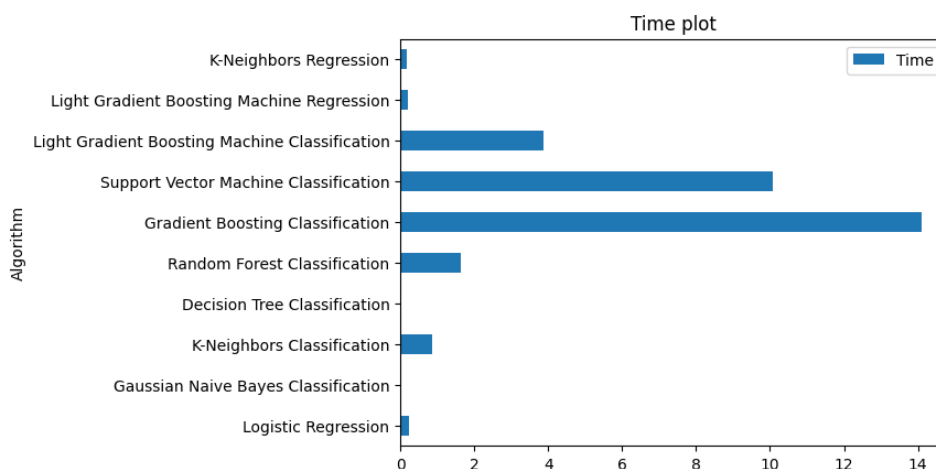 Time plot
Time
Algorithm
K-Neighbors Regression
Light Gradient Boosting Machine Regression
Light Gradient Boosting Machine Classification
Support Vector Machine Classification
Gradient Boosting Classification
Random Forest Classification
Decision Tree Classification
K-Neighbors Classification
Gaussian Naive Bayes Classification
Logistic Regression
0 2 4 6 8 10 12 14